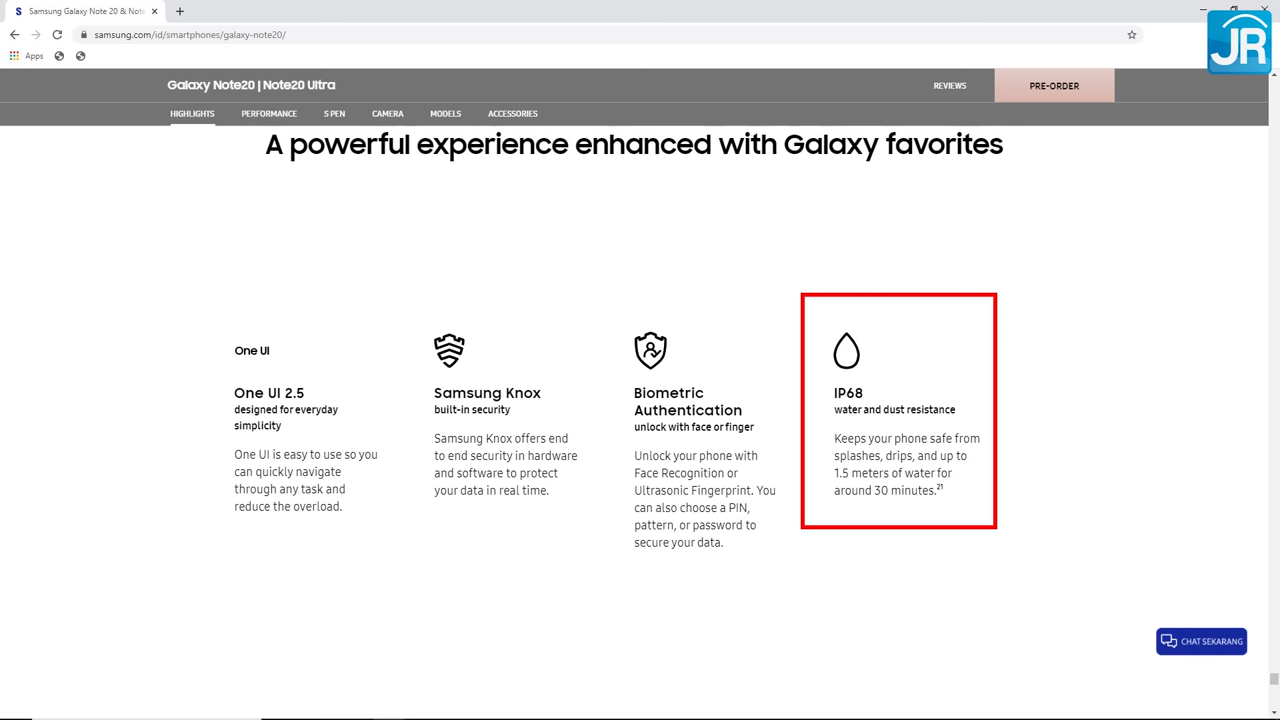 Samsung Galaxy Note 20 & Note
samsung.com/id/smartphones/galaxy-note20/
JR
Apps
Galaxy Note20 | Note20 Ultra
REVIEWS
PRE-ORDER
HIGHLIGHTS
PERFORMANCE
S PEN
CAMERA
MODELS
ACCESSORIES
A powerful experience enhanced with Galaxy favorites
One UI
One UI 2.5
designed for everyday
simplicity
One UI is easy to use so you
can quickly navigate
through any task and
reduce the overload.
Samsung Knox
built-in security
Samsung Knox offers end
to end security in hardware
and software to protect
your data in real time.
Biometric
Authentication
unlock with face or finger
Unlock your phone with
Face Recognition or
Ultrasonic Fingerprint. You
can also choose a PIN,
pattern, or password to
secure your data.
IP68
water and dust resistance
Keeps your phone safe from
splashes, drips, and up to
1.5 meters of water for
around 30 minutes.21
CHAT SEKARANG